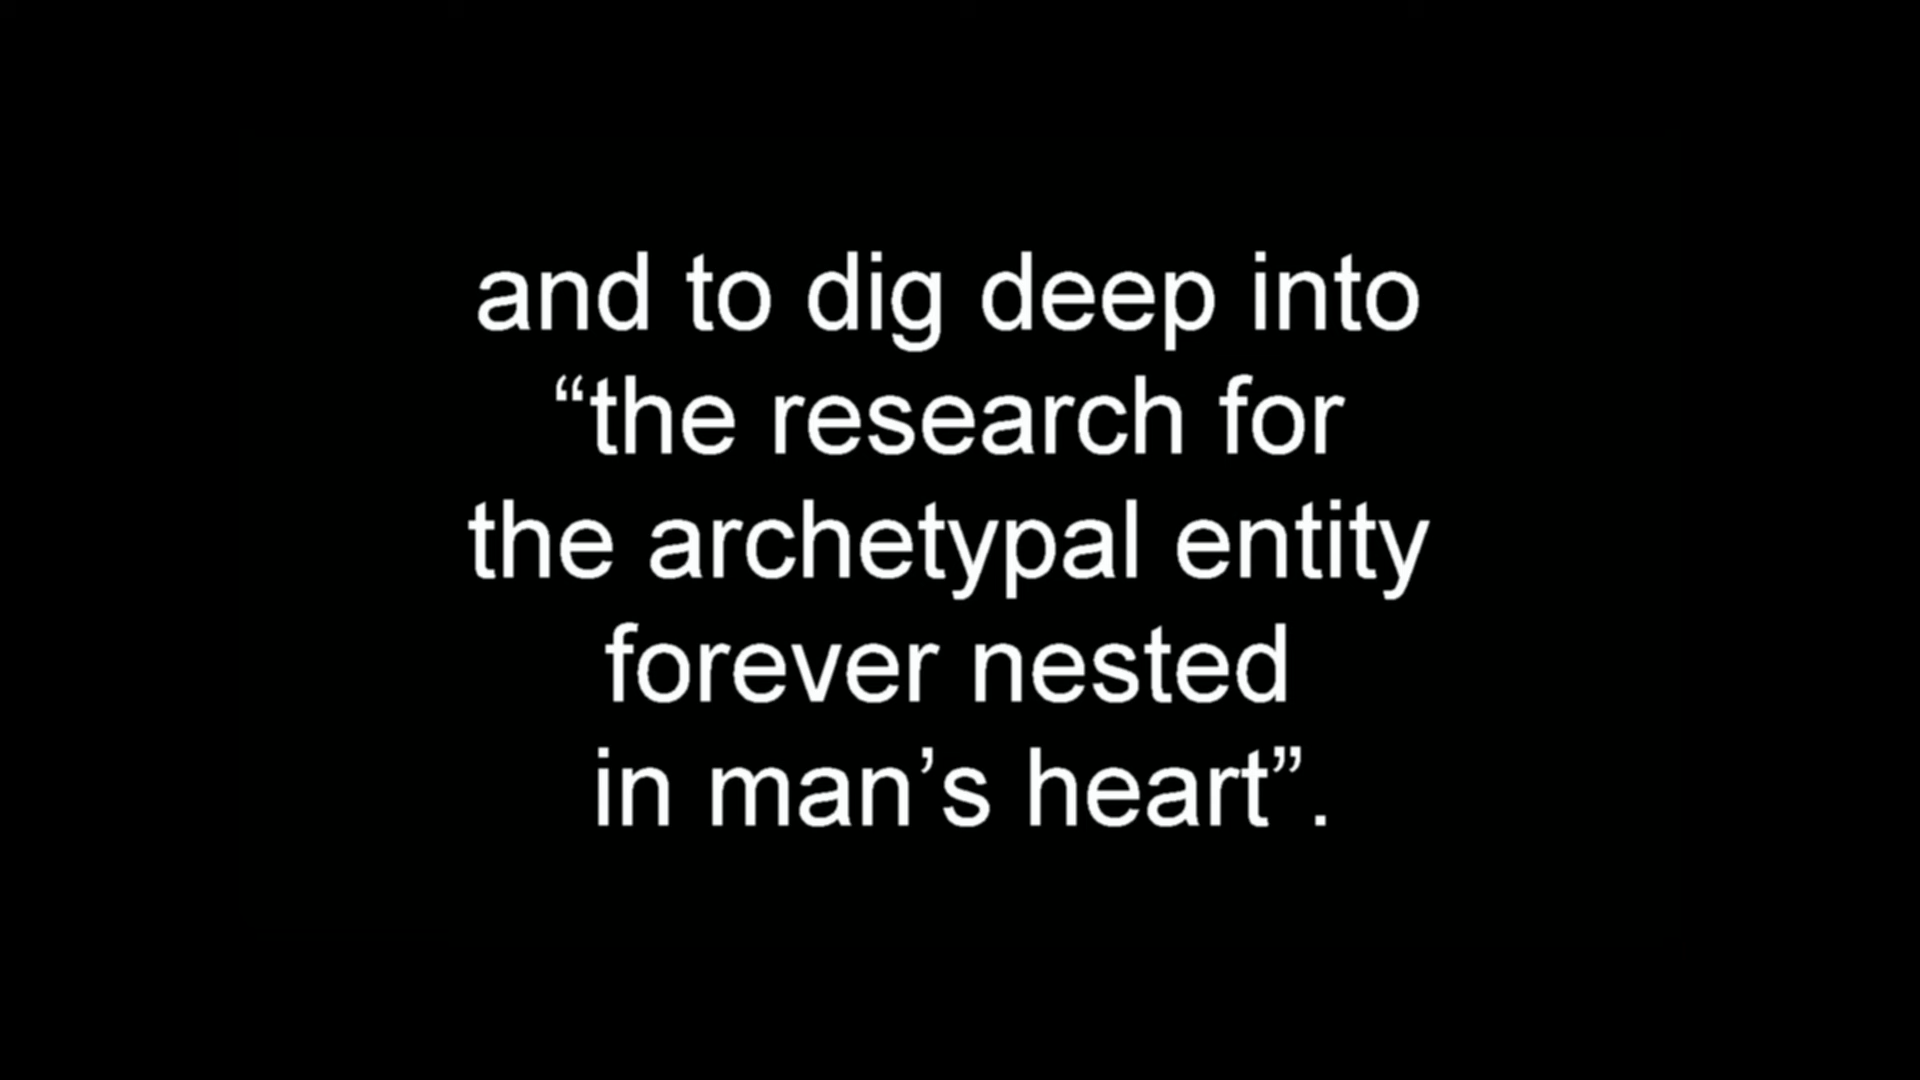 and to dig deep into
“the research for
the archetypal entity
forever nested
in man’s heart”.